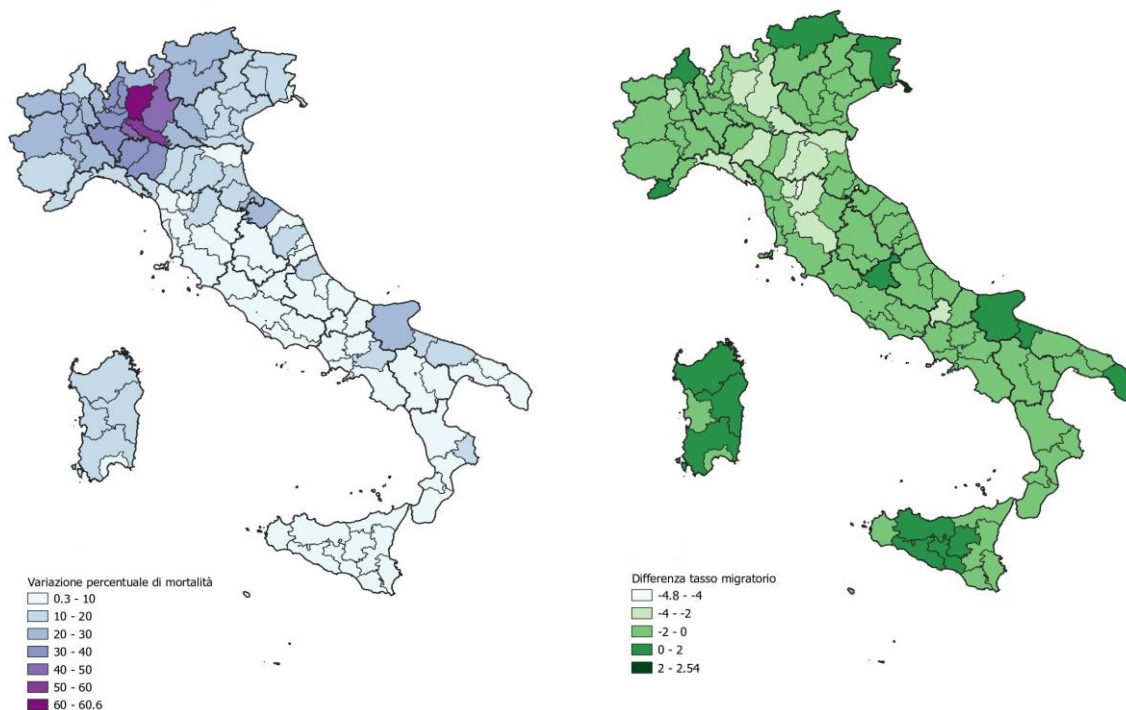 Variazione percentuale di mortalità
0.3 - 10
10 - 20
20 - 30
30 - 40
40 - 50
50 - 60
60 - 60.6
Differenza tasso migratorio
-4.8 - -4
-4 - -2
-2 - 0
0 - 2
2 - 2.54